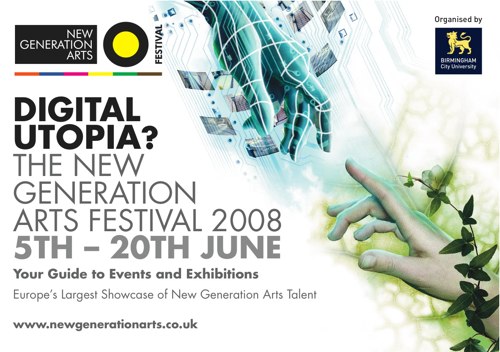 NEW
GENERATION
ARTS
FESTIVAL
Organised by
BIRMINGHAM
City University
DIGITAL
UTOPIA?
THE NEW
GENERATION
ARTS FESTIVAL 2008
5TH – 20TH JUNE
Your Guide to Events and Exhibitions
Europe's Largest Showcase of New Generation Arts Talent
www.newgenerationarts.co.uk